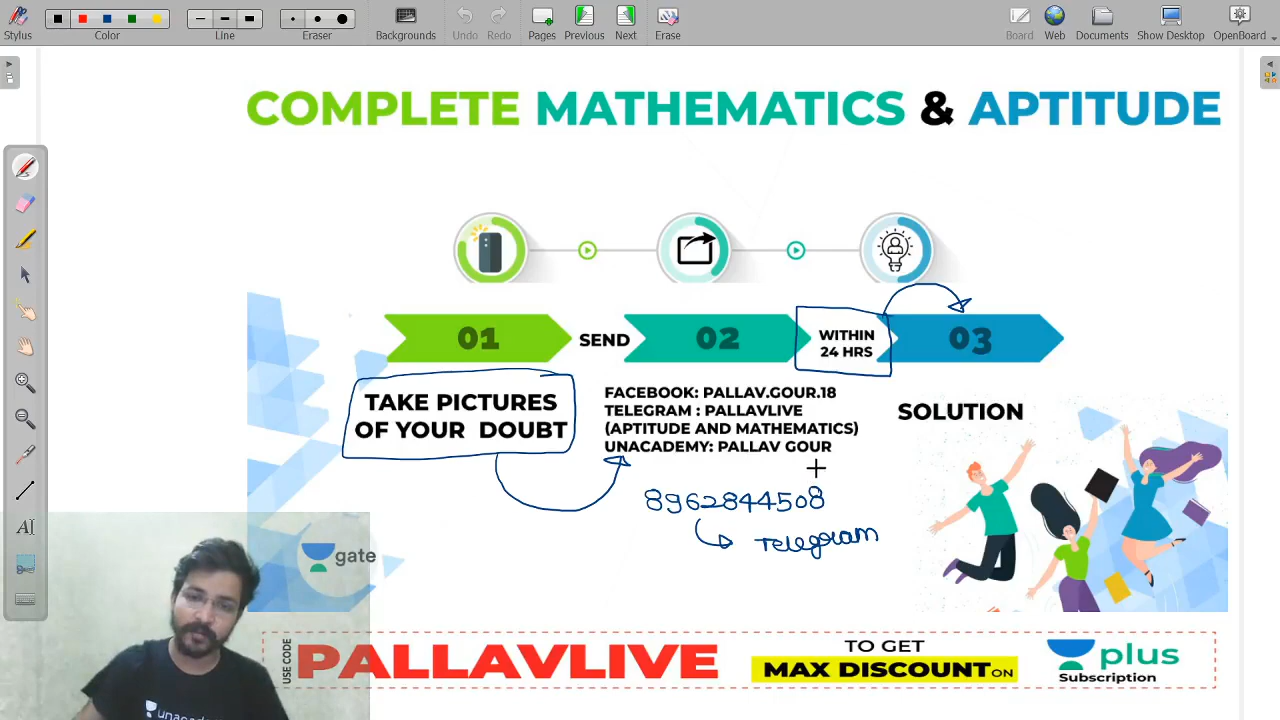 Stylus
Color
Line
Eraser
Backgrounds
Undo
Redo
Pages
Previous
Next
Erase
Board
Web
Documents
Show Desktop
OpenBoard
COMPLETE MATHEMATICS & APTITUDE
01
SEND
02
WITHIN
24 HRS
03
TAKE PICTURES
OF YOUR DOUBT
FACEBOOK: PALLAV.GOUR.18
TELEGRAM : PALLAVLIVE
(APTITUDE AND MATHEMATICS)
UNACADEMY: PALLAV GOUR
SOLUTION
8962844508
Telegram
AI
gate
unacade
USE CODE
PALLAVLIVE
TO GET
MAX DISCOUNT ON
plus
Subscription